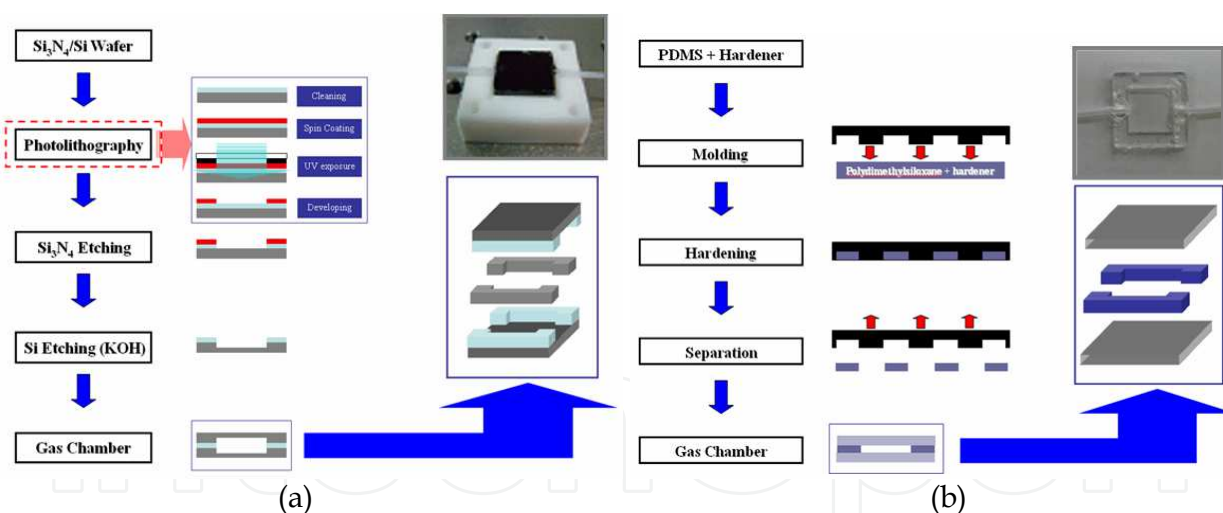 Si₃N₄/Si Wafer
Photolithography
Cleaning
Spin Coating
UV exposure
Developing
Si₃N₄ Etching
Si Etching (KOH)
Gas Chamber
(a)
PDMS + Hardener
Molding
Polydimethylsiloxane + hardener
Hardening
Separation
Gas Chamber
(b)